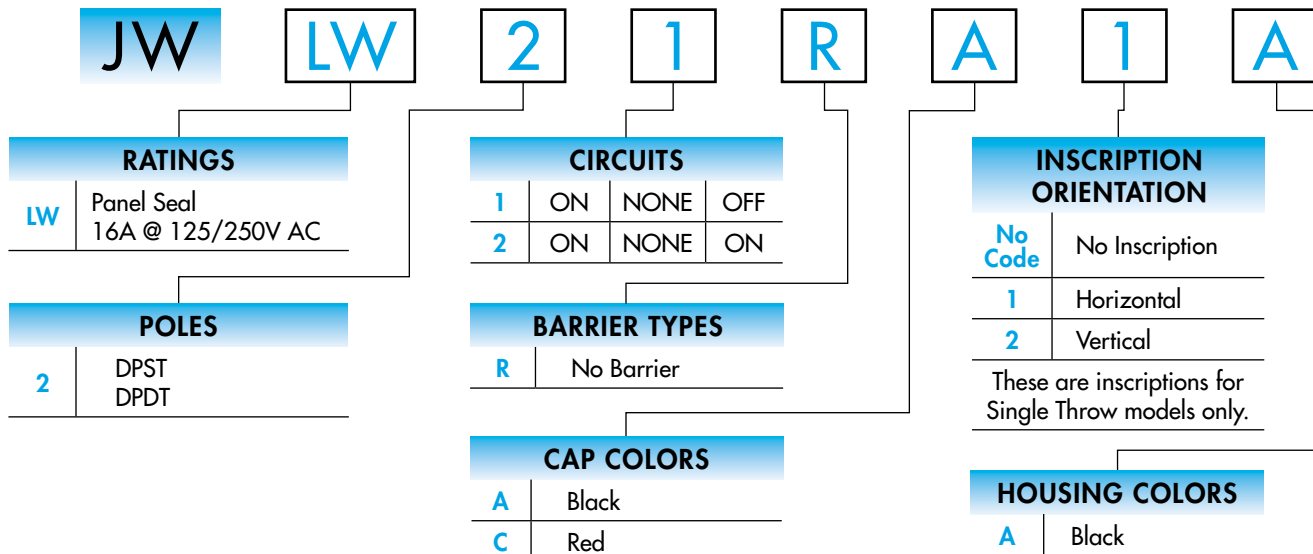 JW LW 2 1 R A 1 A
RATINGS
LW Panel Seal
16A @ 125/250V AC
POLES
2 DPST
DPDT
CIRCUITS
1 ON NONE OFF
2 ON NONE ON
BARRIER TYPES
R No Barrier
CAP COLORS
A Black
C Red
INSCRIPTION
ORIENTATION
No
Code No Inscription
1 Horizontal
2 Vertical
These are inscriptions for
Single Throw models only.
HOUSING COLORS
A Black